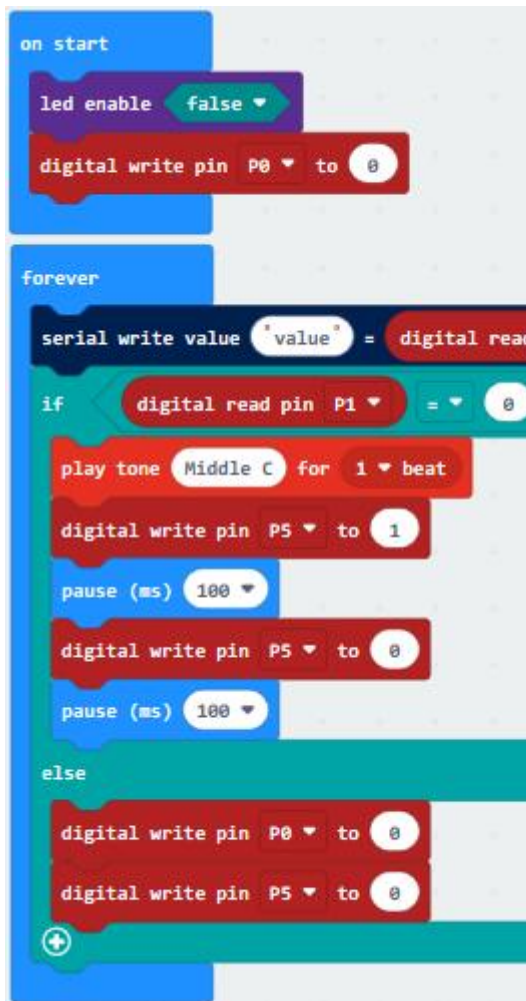 on start
led enable false
digital write pin P0 to 0
forever
serial write value "value" = digital read
if digital read pin P1 = 0
play tone Middle C for 1 beat
digital write pin P5 to 1
pause (ms) 100
digital write pin P5 to 0
pause (ms) 100
else
digital write pin P0 to 0
digital write pin P5 to 0